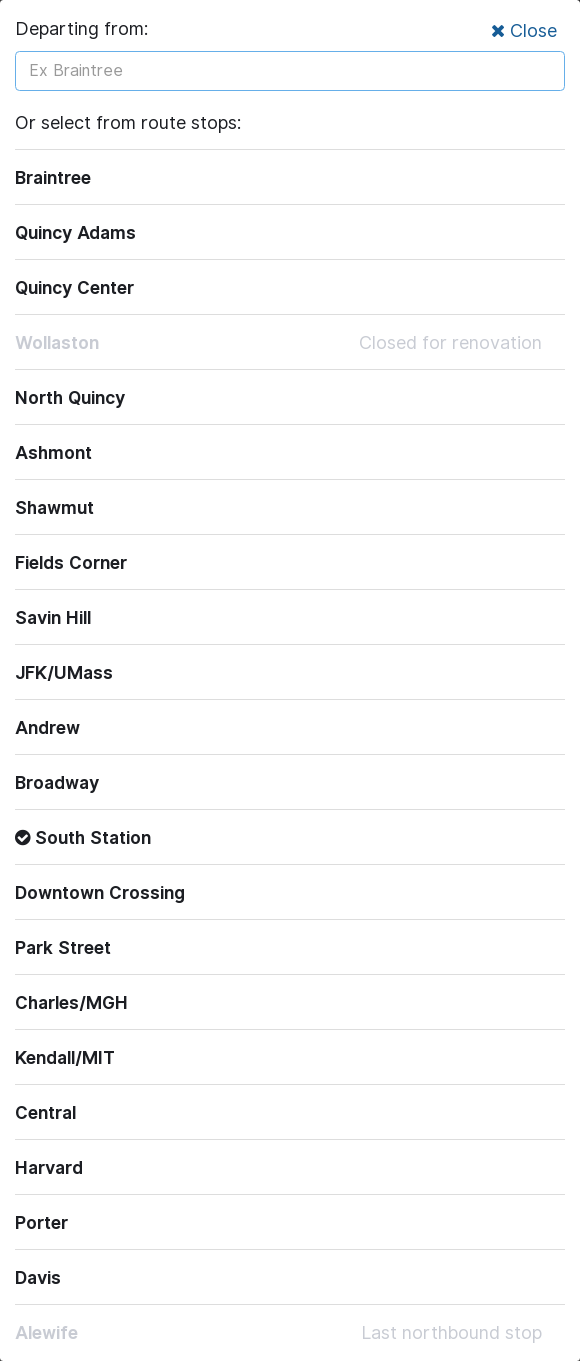 Departing from:
Close
Ex Braintree
Or select from route stops:
Braintree
Quincy Adams
Quincy Center
Wollaston Closed for renovation
North Quincy
Ashmont
Shawmut
Fields Corner
Savin Hill
JFK/UMass
Andrew
Broadway
South Station
Downtown Crossing
Park Street
Charles/MGH
Kendall/MIT
Central
Harvard
Porter
Davis
Alewife Last northbound stop